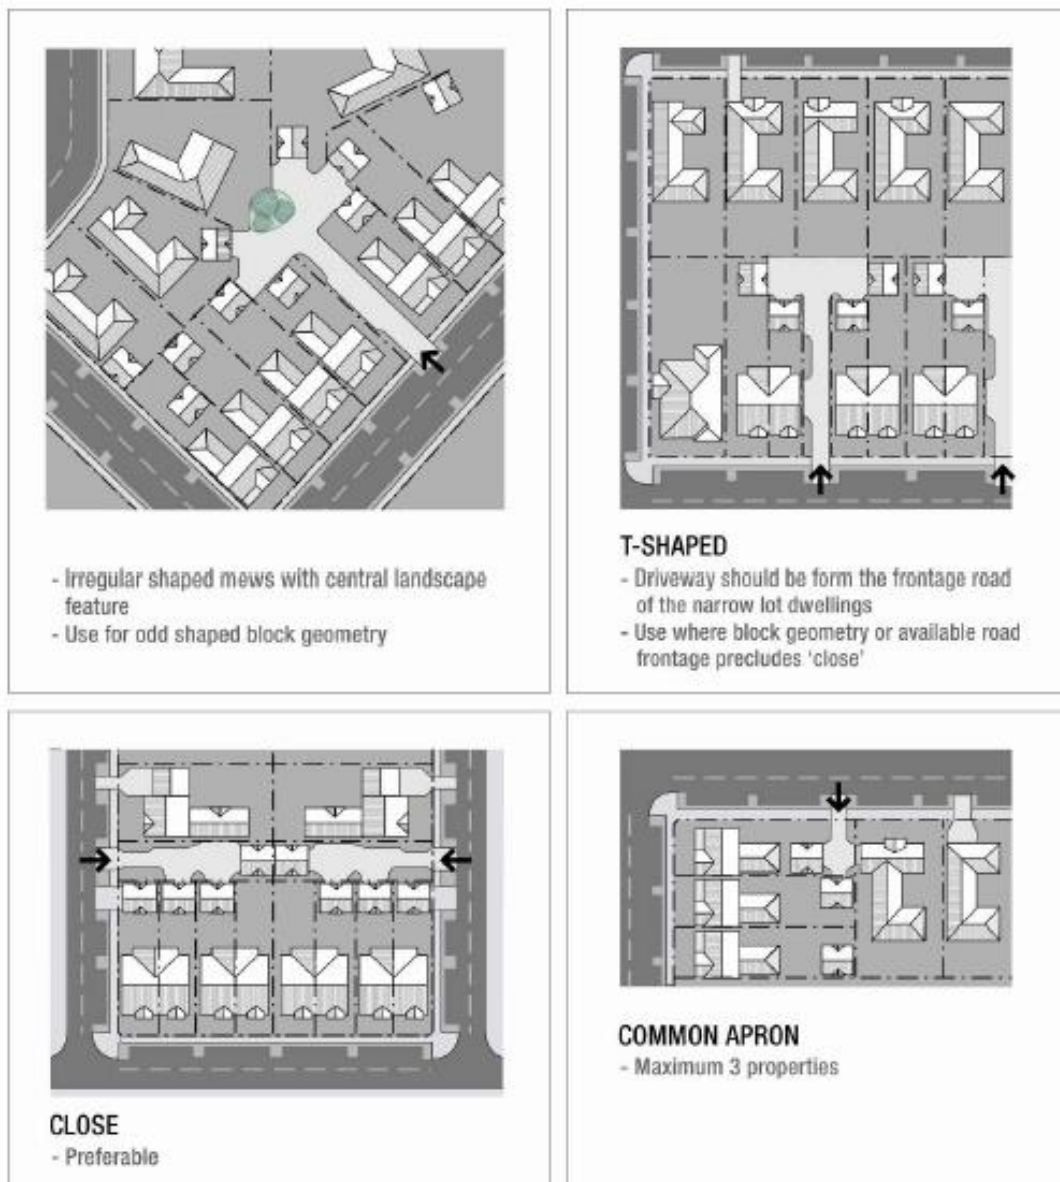 - Irregular shaped mews with central landscape
feature
- Use for odd shaped block geometry
T-SHAPED
- Driveway should be form the frontage road
of the narrow lot dwellings
- Use where block geometry or available road
frontage precludes ‘close’
CLOSE
- Preferable
COMMON APRON
- Maximum 3 properties